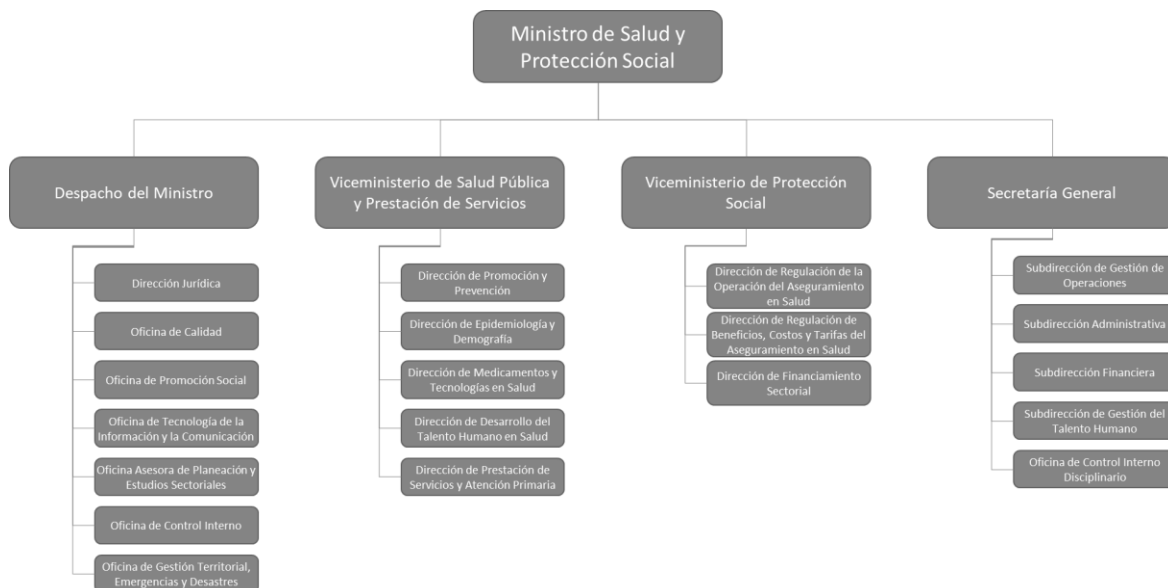 Ministro de Salud y
Protección Social
Despacho del Ministro
Dirección Jurídica
Oficina de Calidad
Oficina de Promoción Social
Oficina de Tecnología de la
Información y la Comunicación
Oficina Asesora de Planeación y
Estudios Sectoriales
Oficina de Control Interno
Oficina de Gestión Territorial,
Emergencias y Desastres
Viceministerio de Salud Pública
y Prestación de Servicios
Dirección de Promoción y
Prevención
Dirección de Epidemiología y
Demografía
Dirección de Medicamentos y
Tecnologías en Salud
Dirección de Desarrollo del
Talento Humano en Salud
Dirección de Prestación de
Servicios y Atención Primaria
Viceministerio de Protección
Social
Dirección de Regulación de la
Operación del Aseguramiento
en Salud
Dirección de Regulación de
Beneficios, Costos y Tarifas del
Aseguramiento en Salud
Dirección de Financiamiento
Sectorial
Secretaría General
Subdirección de Gestión de
Operaciones
Subdirección Administrativa
Subdirección Financiera
Subdirección de Gestión del
Talento Humano
Oficina de Control Interno
Disciplinario